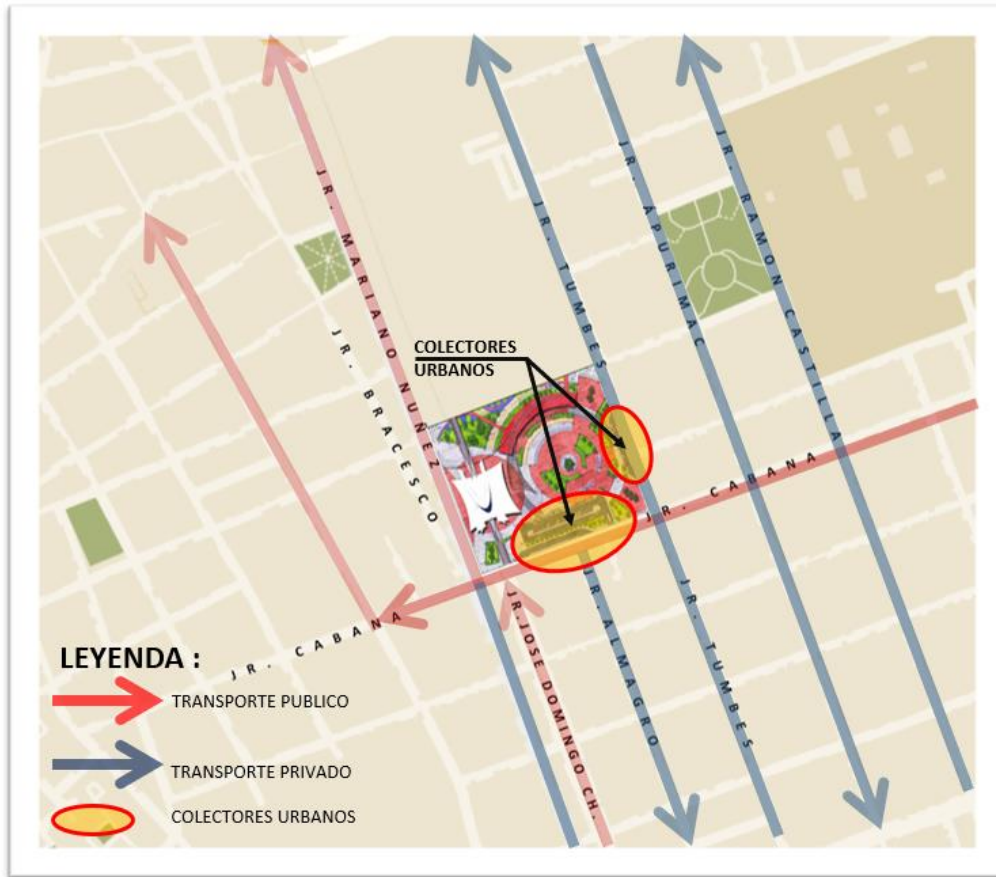 JR. MARIANO NUÑEZ
JR. BRACESCO
JR. TUMBES
JR. APURIMAC
JR. RAMON CASTILLA
COLECTORES
URBANOS
JR. CABANA
JR. CABANA
JR. JOSE DOMINGO CH.
JR. ALMAGRO
JR. TUMBES
LEYENDA :
TRANSPORTE PUBLICO
TRANSPORTE PRIVADO
COLECTORES URBANOS